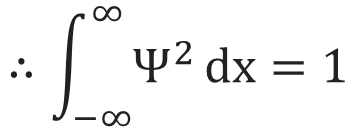 ∴ ∫_{-∞}^{∞} Ψ² dx = 1